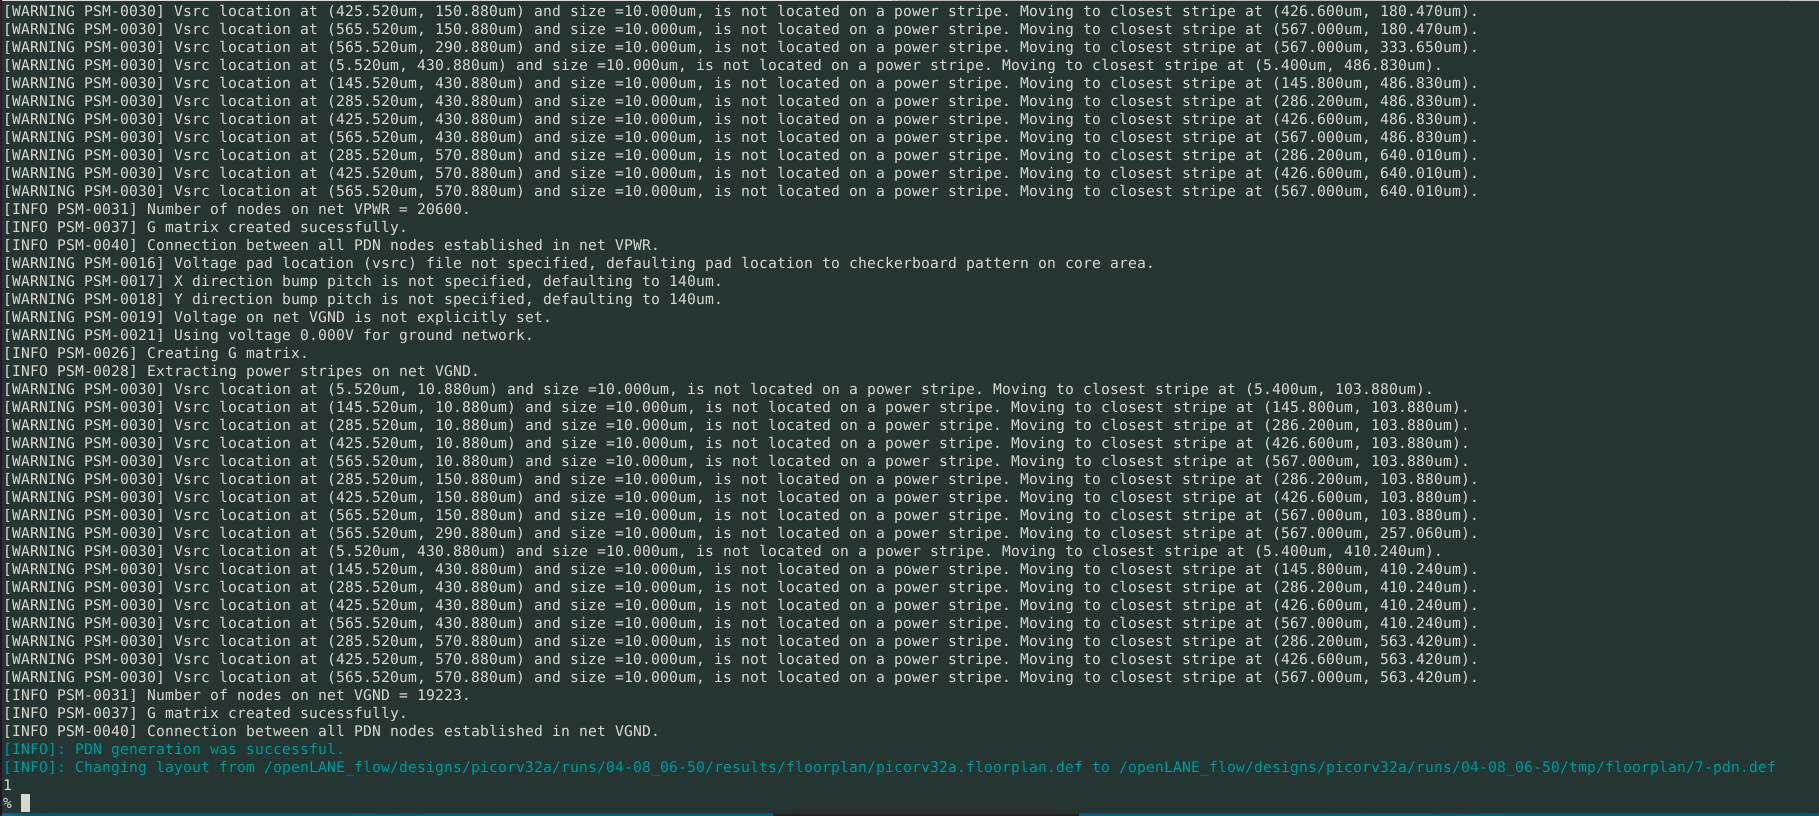 [WARNING PSM-0030] Vsrc location at (425.520um, 150.880um) and size =10.000um, is not located on a power stripe. Moving to closest stripe at (426.600um, 180.470um).
[WARNING PSM-0030] Vsrc location at (565.520um, 150.880um) and size =10.000um, is not located on a power stripe. Moving to closest stripe at (567.000um, 180.470um).
[WARNING PSM-0030] Vsrc location at (565.520um, 290.880um) and size =10.000um, is not located on a power stripe. Moving to closest stripe at (567.000um, 333.650um).
[WARNING PSM-0030] Vsrc location at (5.520um, 430.880um) and size =10.000um, is not located on a power stripe. Moving to closest stripe at (5.400um, 486.830um).
[WARNING PSM-0030] Vsrc location at (145.520um, 430.880um) and size =10.000um, is not located on a power stripe. Moving to closest stripe at (145.800um, 486.830um).
[WARNING PSM-0030] Vsrc location at (285.520um, 430.880um) and size =10.000um, is not located on a power stripe. Moving to closest stripe at (286.200um, 486.830um).
[WARNING PSM-0030] Vsrc location at (425.520um, 430.880um) and size =10.000um, is not located on a power stripe. Moving to closest stripe at (426.600um, 486.830um).
[WARNING PSM-0030] Vsrc location at (565.520um, 430.880um) and size =10.000um, is not located on a power stripe. Moving to closest stripe at (567.000um, 486.830um).
[WARNING PSM-0030] Vsrc location at (285.520um, 570.880um) and size =10.000um, is not located on a power stripe. Moving to closest stripe at (286.200um, 640.010um).
[WARNING PSM-0030] Vsrc location at (425.520um, 570.880um) and size =10.000um, is not located on a power stripe. Moving to closest stripe at (426.600um, 640.010um).
[WARNING PSM-0030] Vsrc location at (565.520um, 570.880um) and size =10.000um, is not located on a power stripe. Moving to closest stripe at (567.000um, 640.010um).
[INFO PSM-0031] Number of nodes on net VPWR = 20600.
[INFO PSM-0037] G matrix created sucessfully.
[INFO PSM-0040] Connection between all PDN nodes established in net VPWR.
[WARNING PSM-0016] Voltage pad location (vsrc) file not specified, defaulting pad location to checkerboard pattern on core area.
[WARNING PSM-0017] X direction bump pitch is not specified, defaulting to 140um.
[WARNING PSM-0018] Y direction bump pitch is not specified, defaulting to 140um.
[WARNING PSM-0019] Voltage on net VGND is not explicitly set.
[WARNING PSM-0021] Using voltage 0.000V for ground network.
[INFO PSM-0026] Creating G matrix.
[INFO PSM-0028] Extracting power stripes on net VGND.
[WARNING PSM-0030] Vsrc location at (5.520um, 10.880um) and size =10.000um, is not located on a power stripe. Moving to closest stripe at (5.400um, 103.880um).
[WARNING PSM-0030] Vsrc location at (145.520um, 10.880um) and size =10.000um, is not located on a power stripe. Moving to closest stripe at (145.800um, 103.880um).
[WARNING PSM-0030] Vsrc location at (285.520um, 10.880um) and size =10.000um, is not located on a power stripe. Moving to closest stripe at (286.200um, 103.880um).
[WARNING PSM-0030] Vsrc location at (425.520um, 10.880um) and size =10.000um, is not located on a power stripe. Moving to closest stripe at (426.600um, 103.880um).
[WARNING PSM-0030] Vsrc location at (565.520um, 10.880um) and size =10.000um, is not located on a power stripe. Moving to closest stripe at (567.000um, 103.880um).
[WARNING PSM-0030] Vsrc location at (285.520um, 150.880um) and size =10.000um, is not located on a power stripe. Moving to closest stripe at (286.200um, 103.880um).
[WARNING PSM-0030] Vsrc location at (425.520um, 150.880um) and size =10.000um, is not located on a power stripe. Moving to closest stripe at (426.600um, 103.880um).
[WARNING PSM-0030] Vsrc location at (565.520um, 150.880um) and size =10.000um, is not located on a power stripe. Moving to closest stripe at (567.000um, 103.880um).
[WARNING PSM-0030] Vsrc location at (565.520um, 290.880um) and size =10.000um, is not located on a power stripe. Moving to closest stripe at (567.000um, 257.060um).
[WARNING PSM-0030] Vsrc location at (5.520um, 430.880um) and size =10.000um, is not located on a power stripe. Moving to closest stripe at (5.400um, 410.240um).
[WARNING PSM-0030] Vsrc location at (145.520um, 430.880um) and size =10.000um, is not located on a power stripe. Moving to closest stripe at (145.800um, 410.240um).
[WARNING PSM-0030] Vsrc location at (285.520um, 430.880um) and size =10.000um, is not located on a power stripe. Moving to closest stripe at (286.200um, 410.240um).
[WARNING PSM-0030] Vsrc location at (425.520um, 430.880um) and size =10.000um, is not located on a power stripe. Moving to closest stripe at (426.600um, 410.240um).
[WARNING PSM-0030] Vsrc location at (565.520um, 430.880um) and size =10.000um, is not located on a power stripe. Moving to closest stripe at (567.000um, 410.240um).
[WARNING PSM-0030] Vsrc location at (285.520um, 570.880um) and size =10.000um, is not located on a power stripe. Moving to closest stripe at (286.200um, 563.420um).
[WARNING PSM-0030] Vsrc location at (425.520um, 570.880um) and size =10.000um, is not located on a power stripe. Moving to closest stripe at (426.600um, 563.420um).
[WARNING PSM-0030] Vsrc location at (565.520um, 570.880um) and size =10.000um, is not located on a power stripe. Moving to closest stripe at (567.000um, 563.420um).
[INFO PSM-0031] Number of nodes on net VGND = 19223.
[INFO PSM-0037] G matrix created sucessfully.
[INFO PSM-0040] Connection between all PDN nodes established in net VGND.
[INFO]: PDN generation was successful.
[INFO]: Changing layout from /openLANE_flow/designs/picorv32a/runs/04-08_06-50/results/floorplan/picorv32a.floorplan.def to /openLANE_flow/designs/picorv32a/runs/04-08_06-50/tmp/floorplan/7-pdn.def
1
%